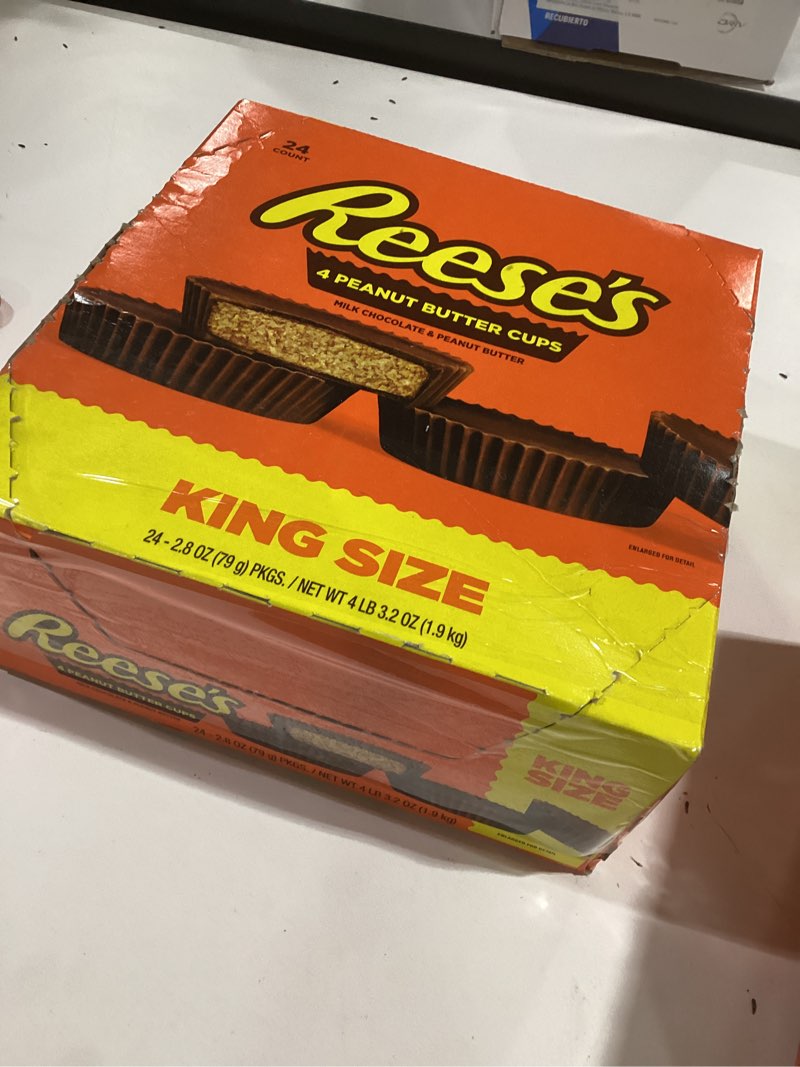 RECUBIERTO
24
COUNT
Reese's
4 PEANUT BUTTER CUPS
MILK CHOCOLATE & PEANUT BUTTER
ENLARGED FOR DETAIL
KING SIZE
24 - 2.8 OZ (79 g) PKGS. / NET WT 4 LB 3.2 OZ (1.9 kg)
Reese's
4 PEANUT BUTTER CUPS
24 - 2.8 OZ (79 g) PKGS. / NET WT 4 LB 3.2 OZ (1.9 kg)
KING
SIZE
ENLARGED FOR DETAIL